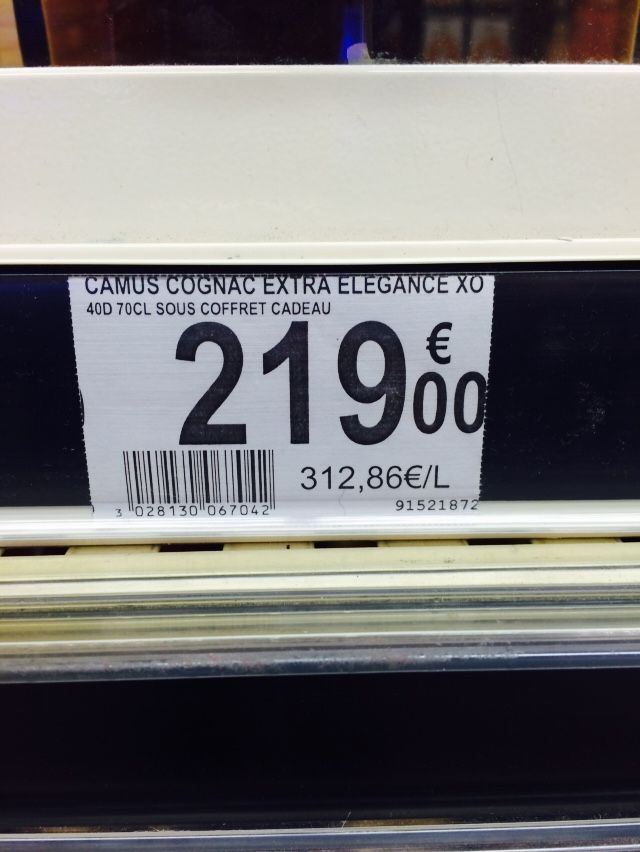 CAMUS COGNAC EXTRA ELEGANCE XO
40D 70CL SOUS COFFRET CADEAU
219€00
312,86€/L
3 028130 067042
91521872